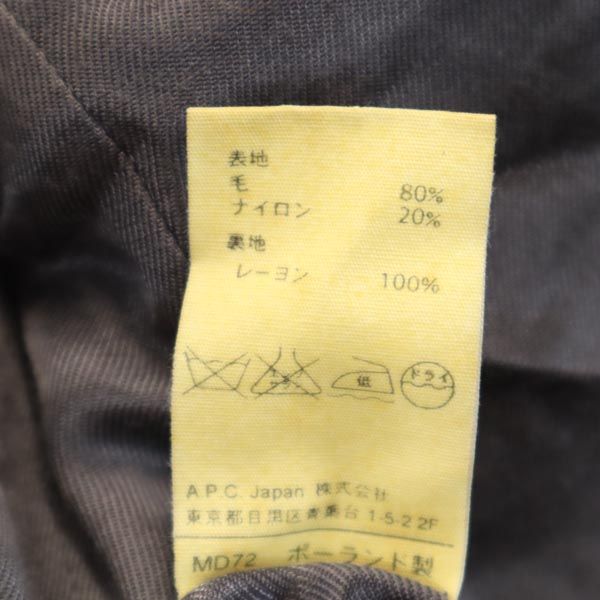 表地
毛 80%
ナイロン 20%
裏地
レーヨン 100%
低 ドライ
A.P.C. Japan 株式会社
東京都目黒区青葉台 1-5-2 2F
MD72 ポーランド製